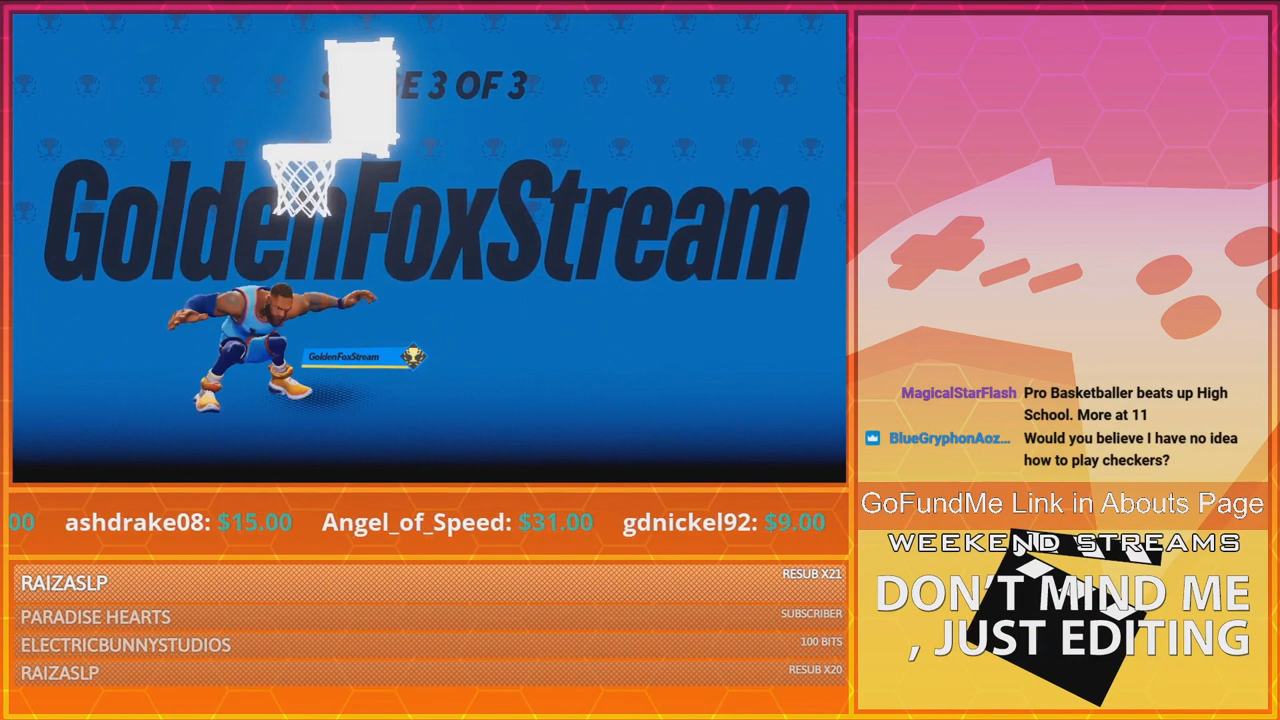 S GE 3 OF 3
GoldenFoxStream
GoldenFoxStream
00 ashdrake08: $15.00 Angel_of_Speed: $31.00 gdnickel92: $9.00
RAIZASLP RESUB X21
PARADISE HEARTS SUBSCRIBER
ELECTRICBUNNYSTUDIOS 100 BITS
RAIZASLP RESUB X20
MagicalStarFlash Pro Basketballer beats up High
School. More at 11
BlueGryphonAoz... Would you believe I have no idea
how to play checkers?
GoFundMe Link in Abouts Page
WEEKEND STREAMS
DON'T MIND ME
, JUST EDITING